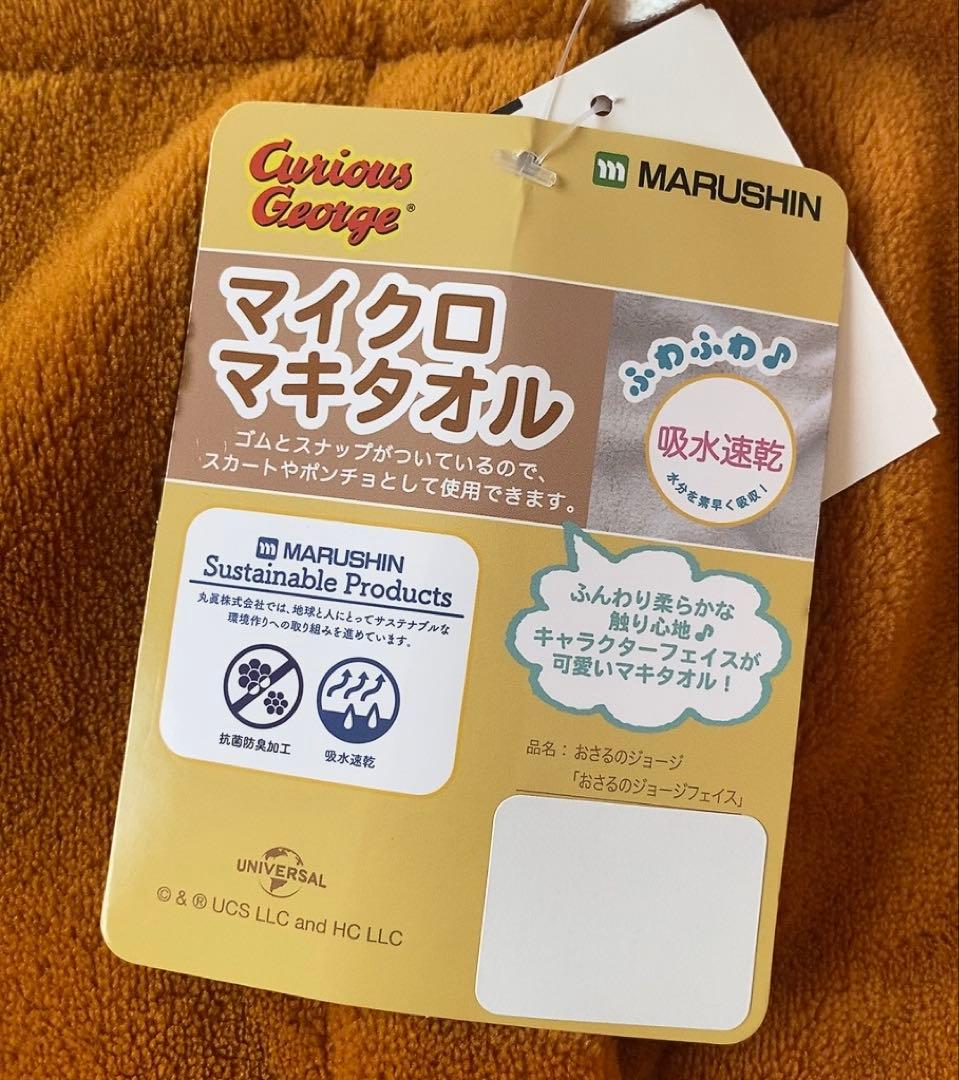 Curious
George®
MARUSHIN
マイクロ
マキタオル
ゴムとスナップがついているので、
スカートやポンチョとして使用できます。
ふわふわ♪
吸水速乾
水分を素早く吸収！
MARUSHIN
Sustainable Products
丸眞株式会社では、地球と人にとってサステナブルな
環境作りへの取り組みを進めています。
抗菌防臭加工
吸水速乾
ふんわり柔らかな
触り心地♪
キャラクターフェイスが
可愛いマキタオル！
品名：おさるのジョージ
「おさるのジョージフェイス」
UNIVERSAL
© & ® UCS LLC and HC LLC